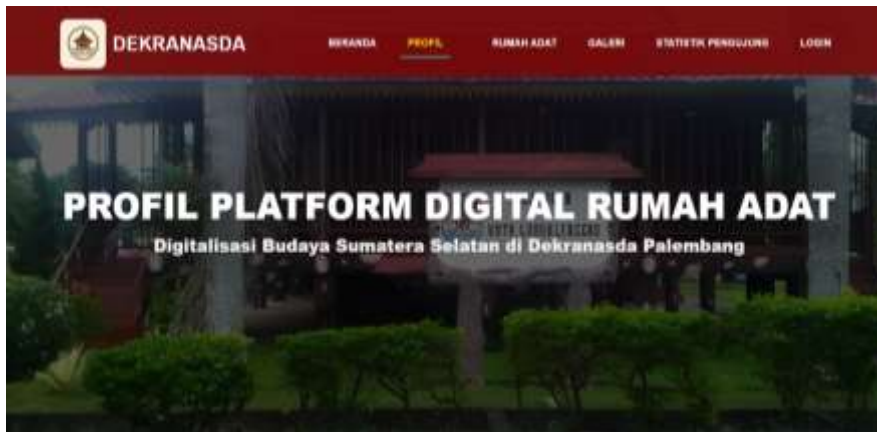 DEKRANASDA
BERANDA PROFIL RUMAH ADAT GALERI STATISTIK PENGUJUNG LOGIN
PROFIL PLATFORM DIGITAL RUMAH ADAT
Digitalisasi Budaya Sumatera Selatan di Dekranasda Palembang